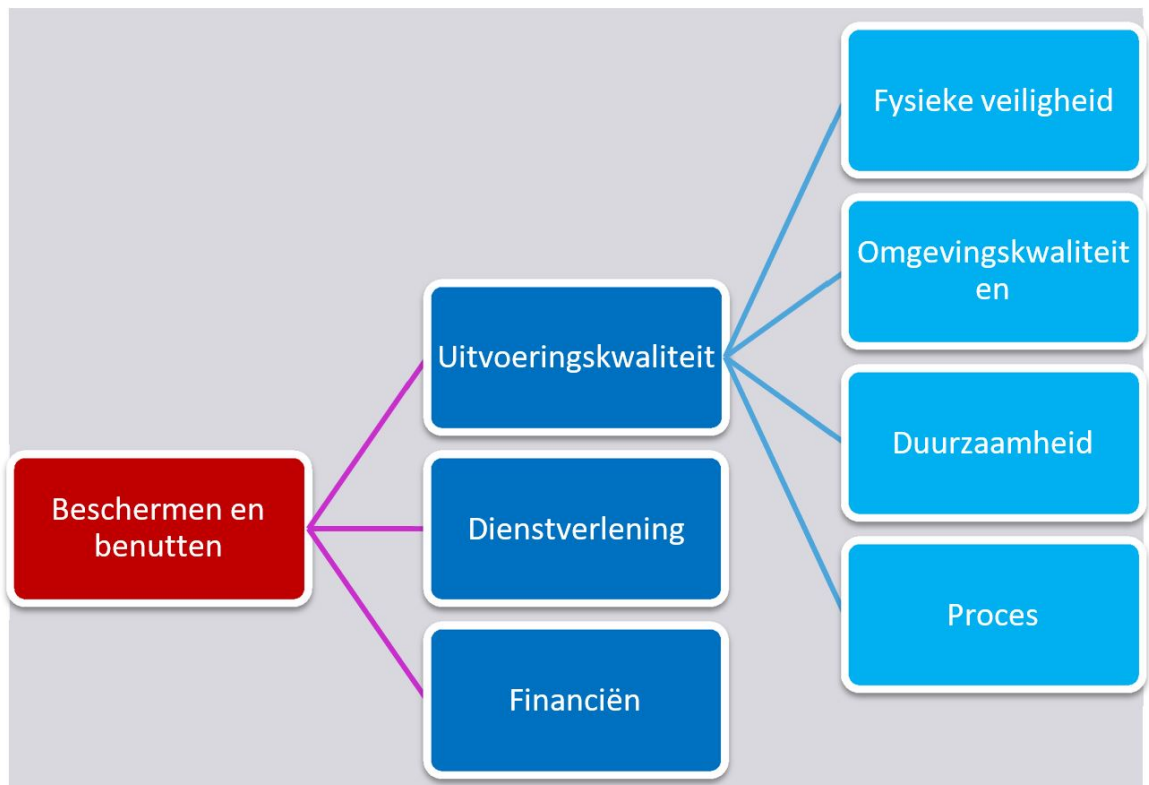 Beschermen en
benutten
Uitvoeringskwaliteit
Dienstverlening
Financiën
Fysieke veiligheid
Omgevingskwaliteit
en
Duurzaamheid
Proces